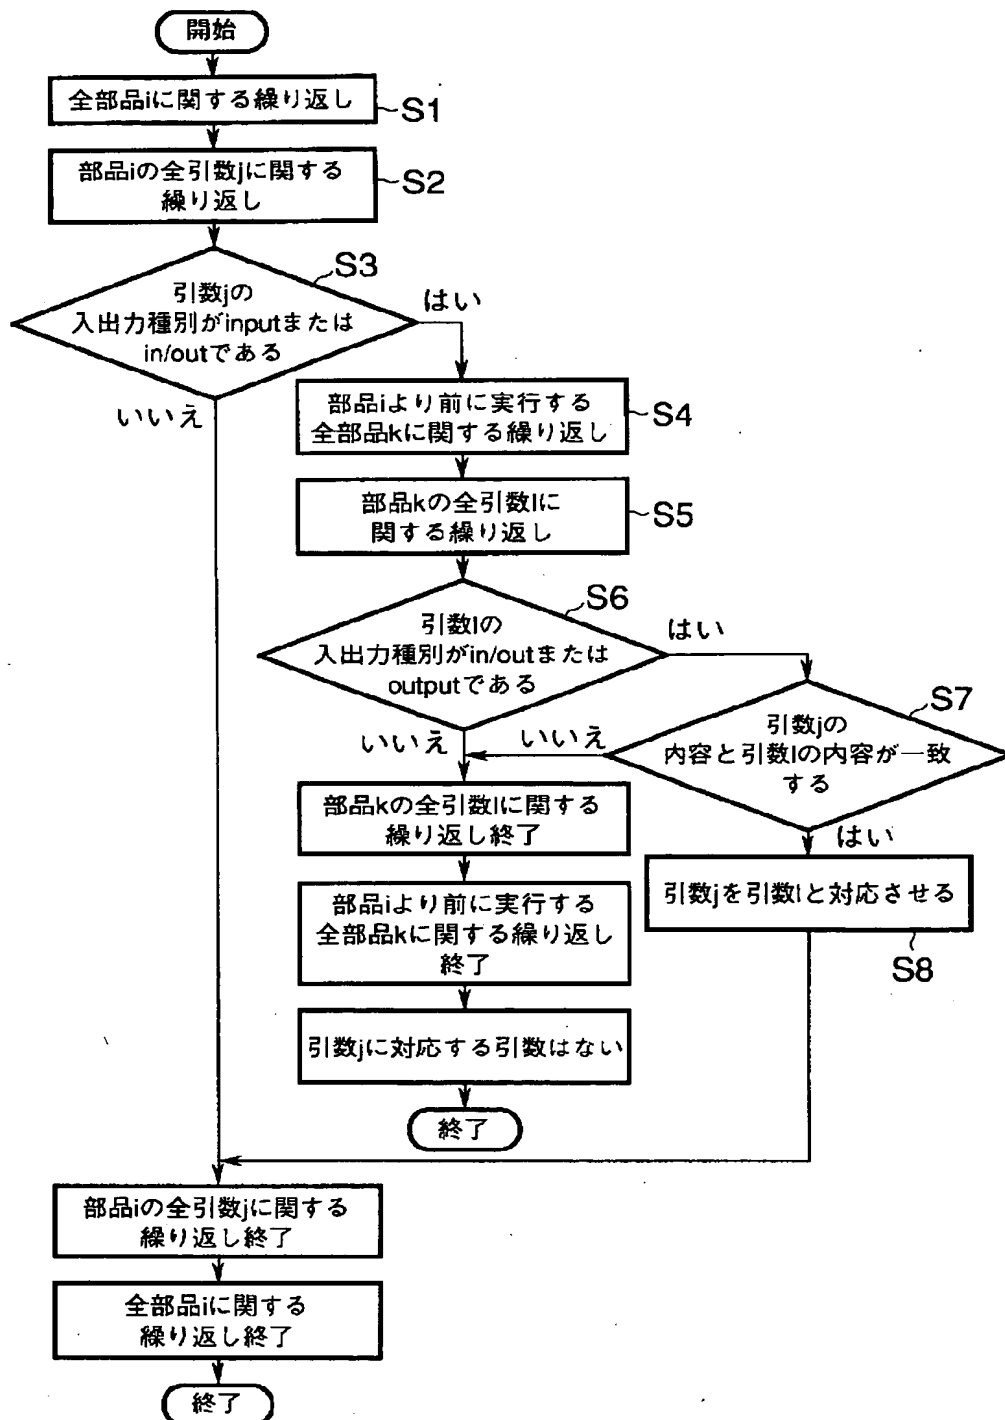 開始
全部品iに関する繰り返し
S1
部品iの全引数jに関する
繰り返し
S2
S3
引数jの
入出力種別がinputまたは
in/outである
はい
いいえ
部品iより前に実行する
全部品kに関する繰り返し
S4
部品kの全引数lに
関する繰り返し
S5
S6
引数lの
入出力種別がin/outまたは
outputである
はい
いいえ
S7
引数jの
内容と引数lの内容が一致
する
いいえ
はい
部品kの全引数lに関する
繰り返し終了
引数jを引数lと対応させる
S8
部品iより前に実行する
全部品kに関する繰り返し
終了
引数jに対応する引数はない
終了
部品iの全引数jに関する
繰り返し終了
全部品iに関する
繰り返し終了
終了